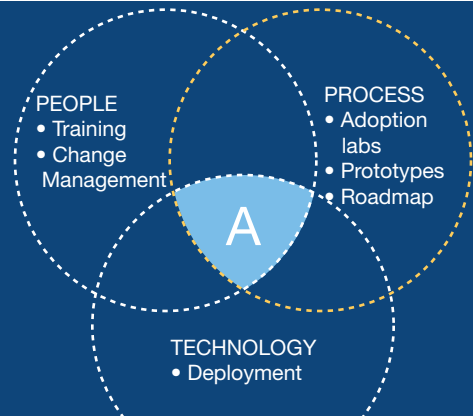 PEOPLE
• Training
• Change
Management
PROCESS
• Adoption
labs
• Prototypes
• Roadmap
A
TECHNOLOGY
• Deployment